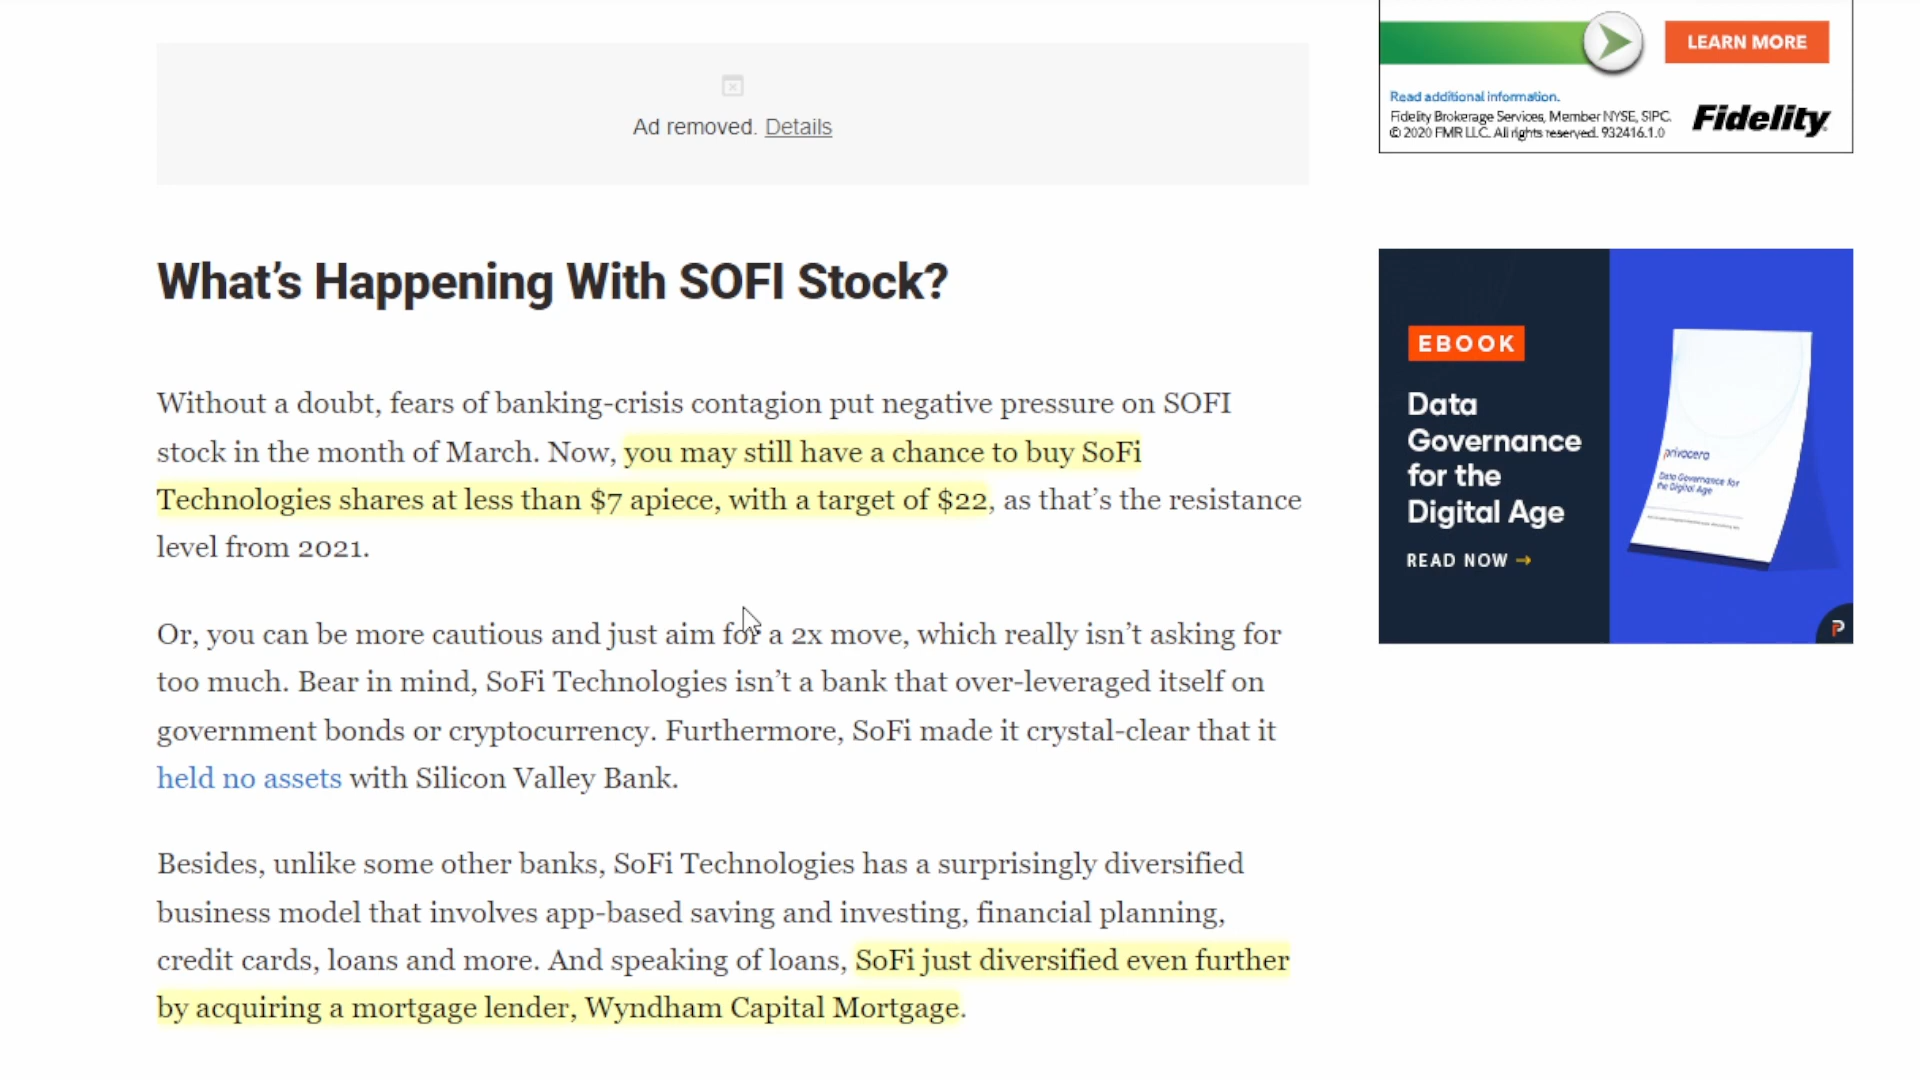 LEARN MORE
Read additional information.
Fidelity Brokerage Services, Member NYSE, SIPC.
© 2020 FMR LLC. All rights reserved. 932416.1.0
Fidelity
Ad removed. Details
What’s Happening With SOFI Stock?
Without a doubt, fears of banking-crisis contagion put negative pressure on SOFI
stock in the month of March. Now, you may still have a chance to buy SoFi
Technologies shares at less than $7 apiece, with a target of $22, as that’s the resistance
level from 2021.
Or, you can be more cautious and just aim for a 2x move, which really isn’t asking for
too much. Bear in mind, SoFi Technologies isn’t a bank that over-leveraged itself on
government bonds or cryptocurrency. Furthermore, SoFi made it crystal-clear that it
held no assets with Silicon Valley Bank.
Besides, unlike some other banks, SoFi Technologies has a surprisingly diversified
business model that involves app-based saving and investing, financial planning,
credit cards, loans and more. And speaking of loans, SoFi just diversified even further
by acquiring a mortgage lender, Wyndham Capital Mortgage.
EBOOK
Data
Governance
for the
Digital Age
READ NOW →
privacera
Data Governance for
the Digital Age